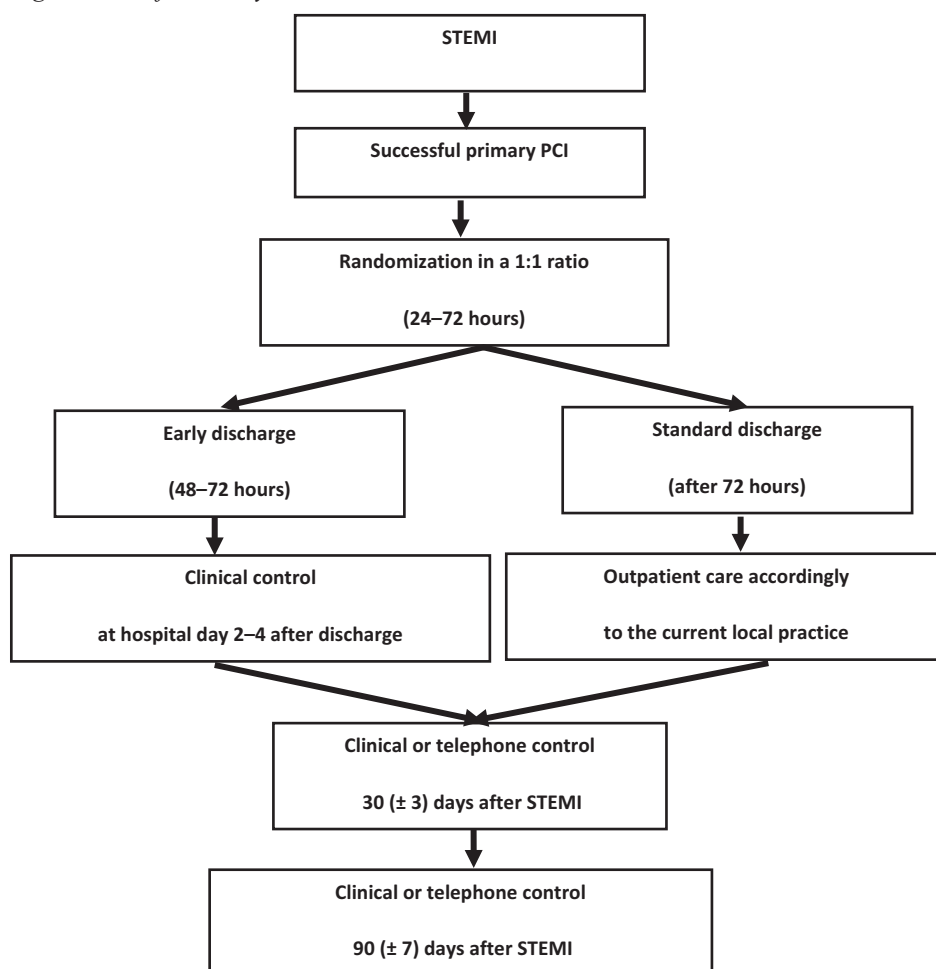 STEMI
Successful primary PCI
Randomization in a 1:1 ratio
(24–72 hours)
Early discharge
(48–72 hours)
Standard discharge
(after 72 hours)
Clinical control
at hospital day 2–4 after discharge
Outpatient care accordingly
to the current local practice
Clinical or telephone control
30 (± 3) days after STEMI
Clinical or telephone control
90 (± 7) days after STEMI